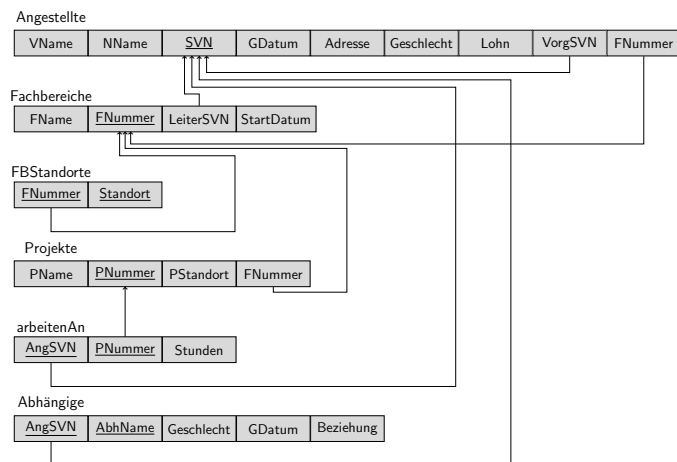 Angestellte
VName NName SVN GDatum Adresse Geschlecht Lohn VorgSVN FNummer
Fachbereiche
FName FNummer LeiterSVN StartDatum
FBStandorte
FNummer Standort
Projekte
PName PNummer PStandort FNummer
arbeitenAn
AngSVN PNummer Stunden
Abhängige
AngSVN AbhName Geschlecht GDatum Beziehung